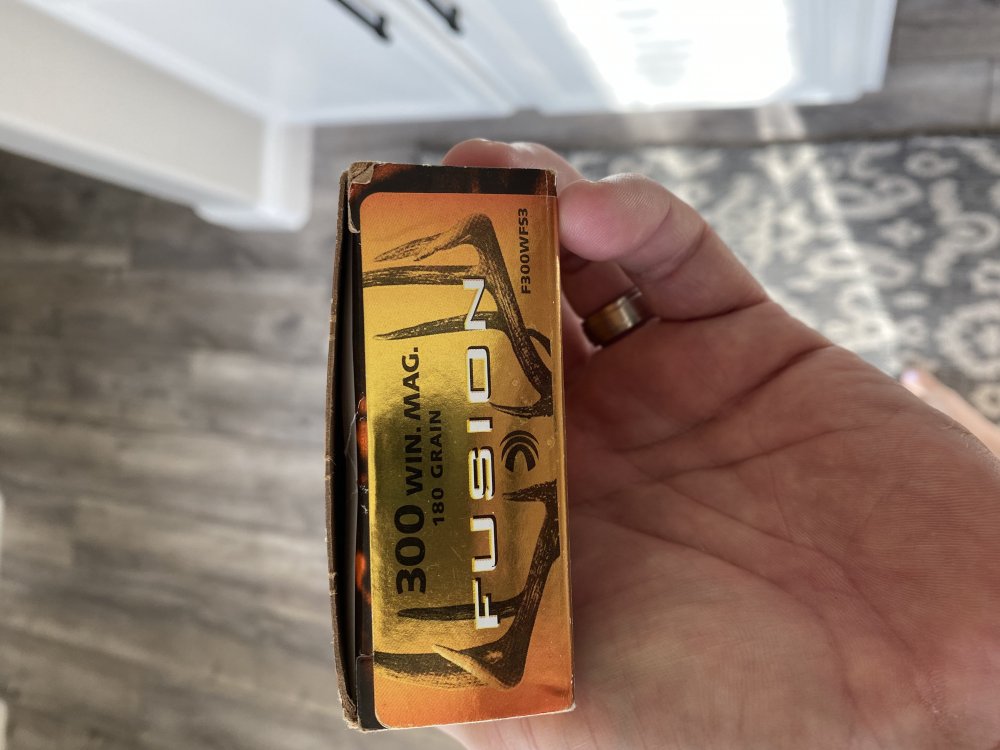 F300WFS3
FUSION
300 WIN. MAG.
180 GRAIN